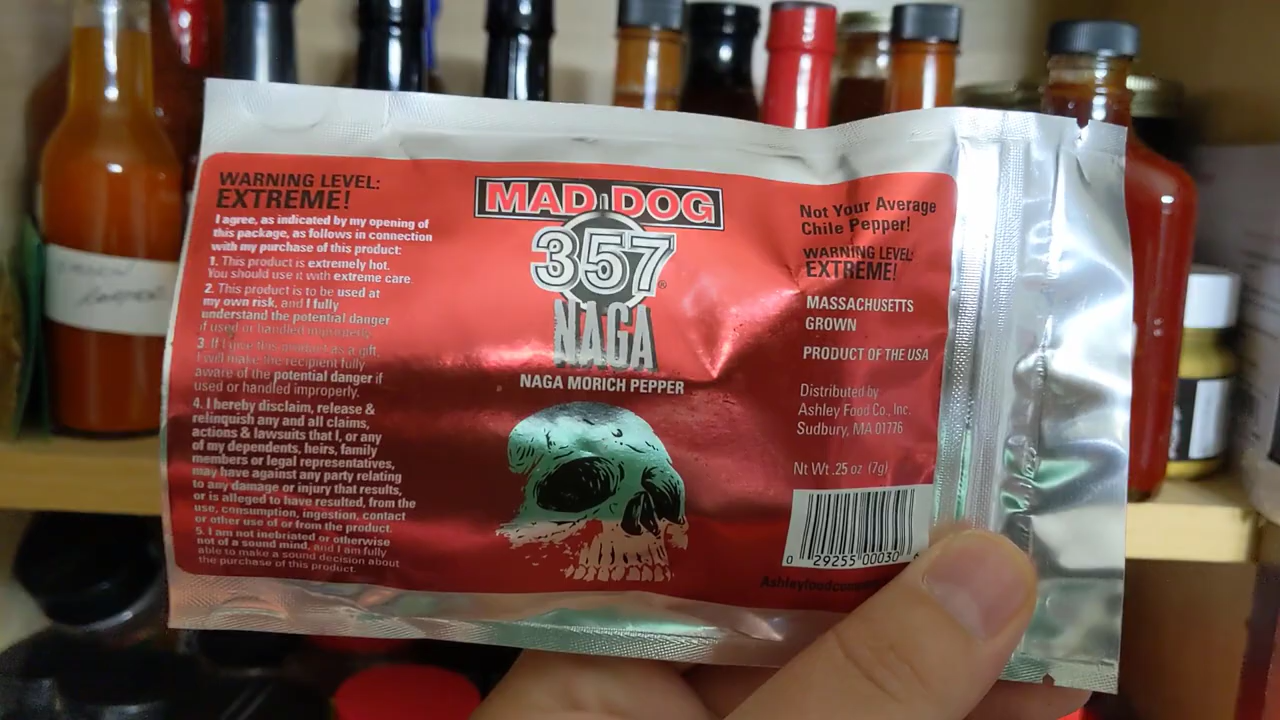 WARNING LEVEL:
EXTREME!
I agree, as indicated by my opening of
this package, as follows in connection
with my purchase of this product:
1. This product is extremely hot.
You should use it with extreme care.
2. This product is to be used at
my own risk, and I fully
understand the potential danger
if used or handled improperly.
3. If I give this product as a gift,
I will make the recipient fully
aware of the potential danger if
used or handled improperly.
4. I hereby disclaim, release &
relinquish any and all claims,
actions & lawsuits that I, or any
of my dependents, heirs, family
members or legal representatives,
may have against any party relating
to any damage or injury that results,
or is alleged to have resulted, from the
use, consumption, ingestion, contact
or other use of or from the product.
5. I am not inebriated or otherwise
not of a sound mind, and I am fully
able to make a sound decision about
the purchase of this product.
MAD DOG
357®
NAGA
NAGA MORICH PEPPER
Not Your Average
Chile Pepper!
WARNING LEVEL:
EXTREME!
MASSACHUSETTS
GROWN
PRODUCT OF THE USA
Distributed by
Ashley Food Co., Inc.
Sudbury, MA 01776
Nt Wt .25 oz (7g)
0 29255 00030